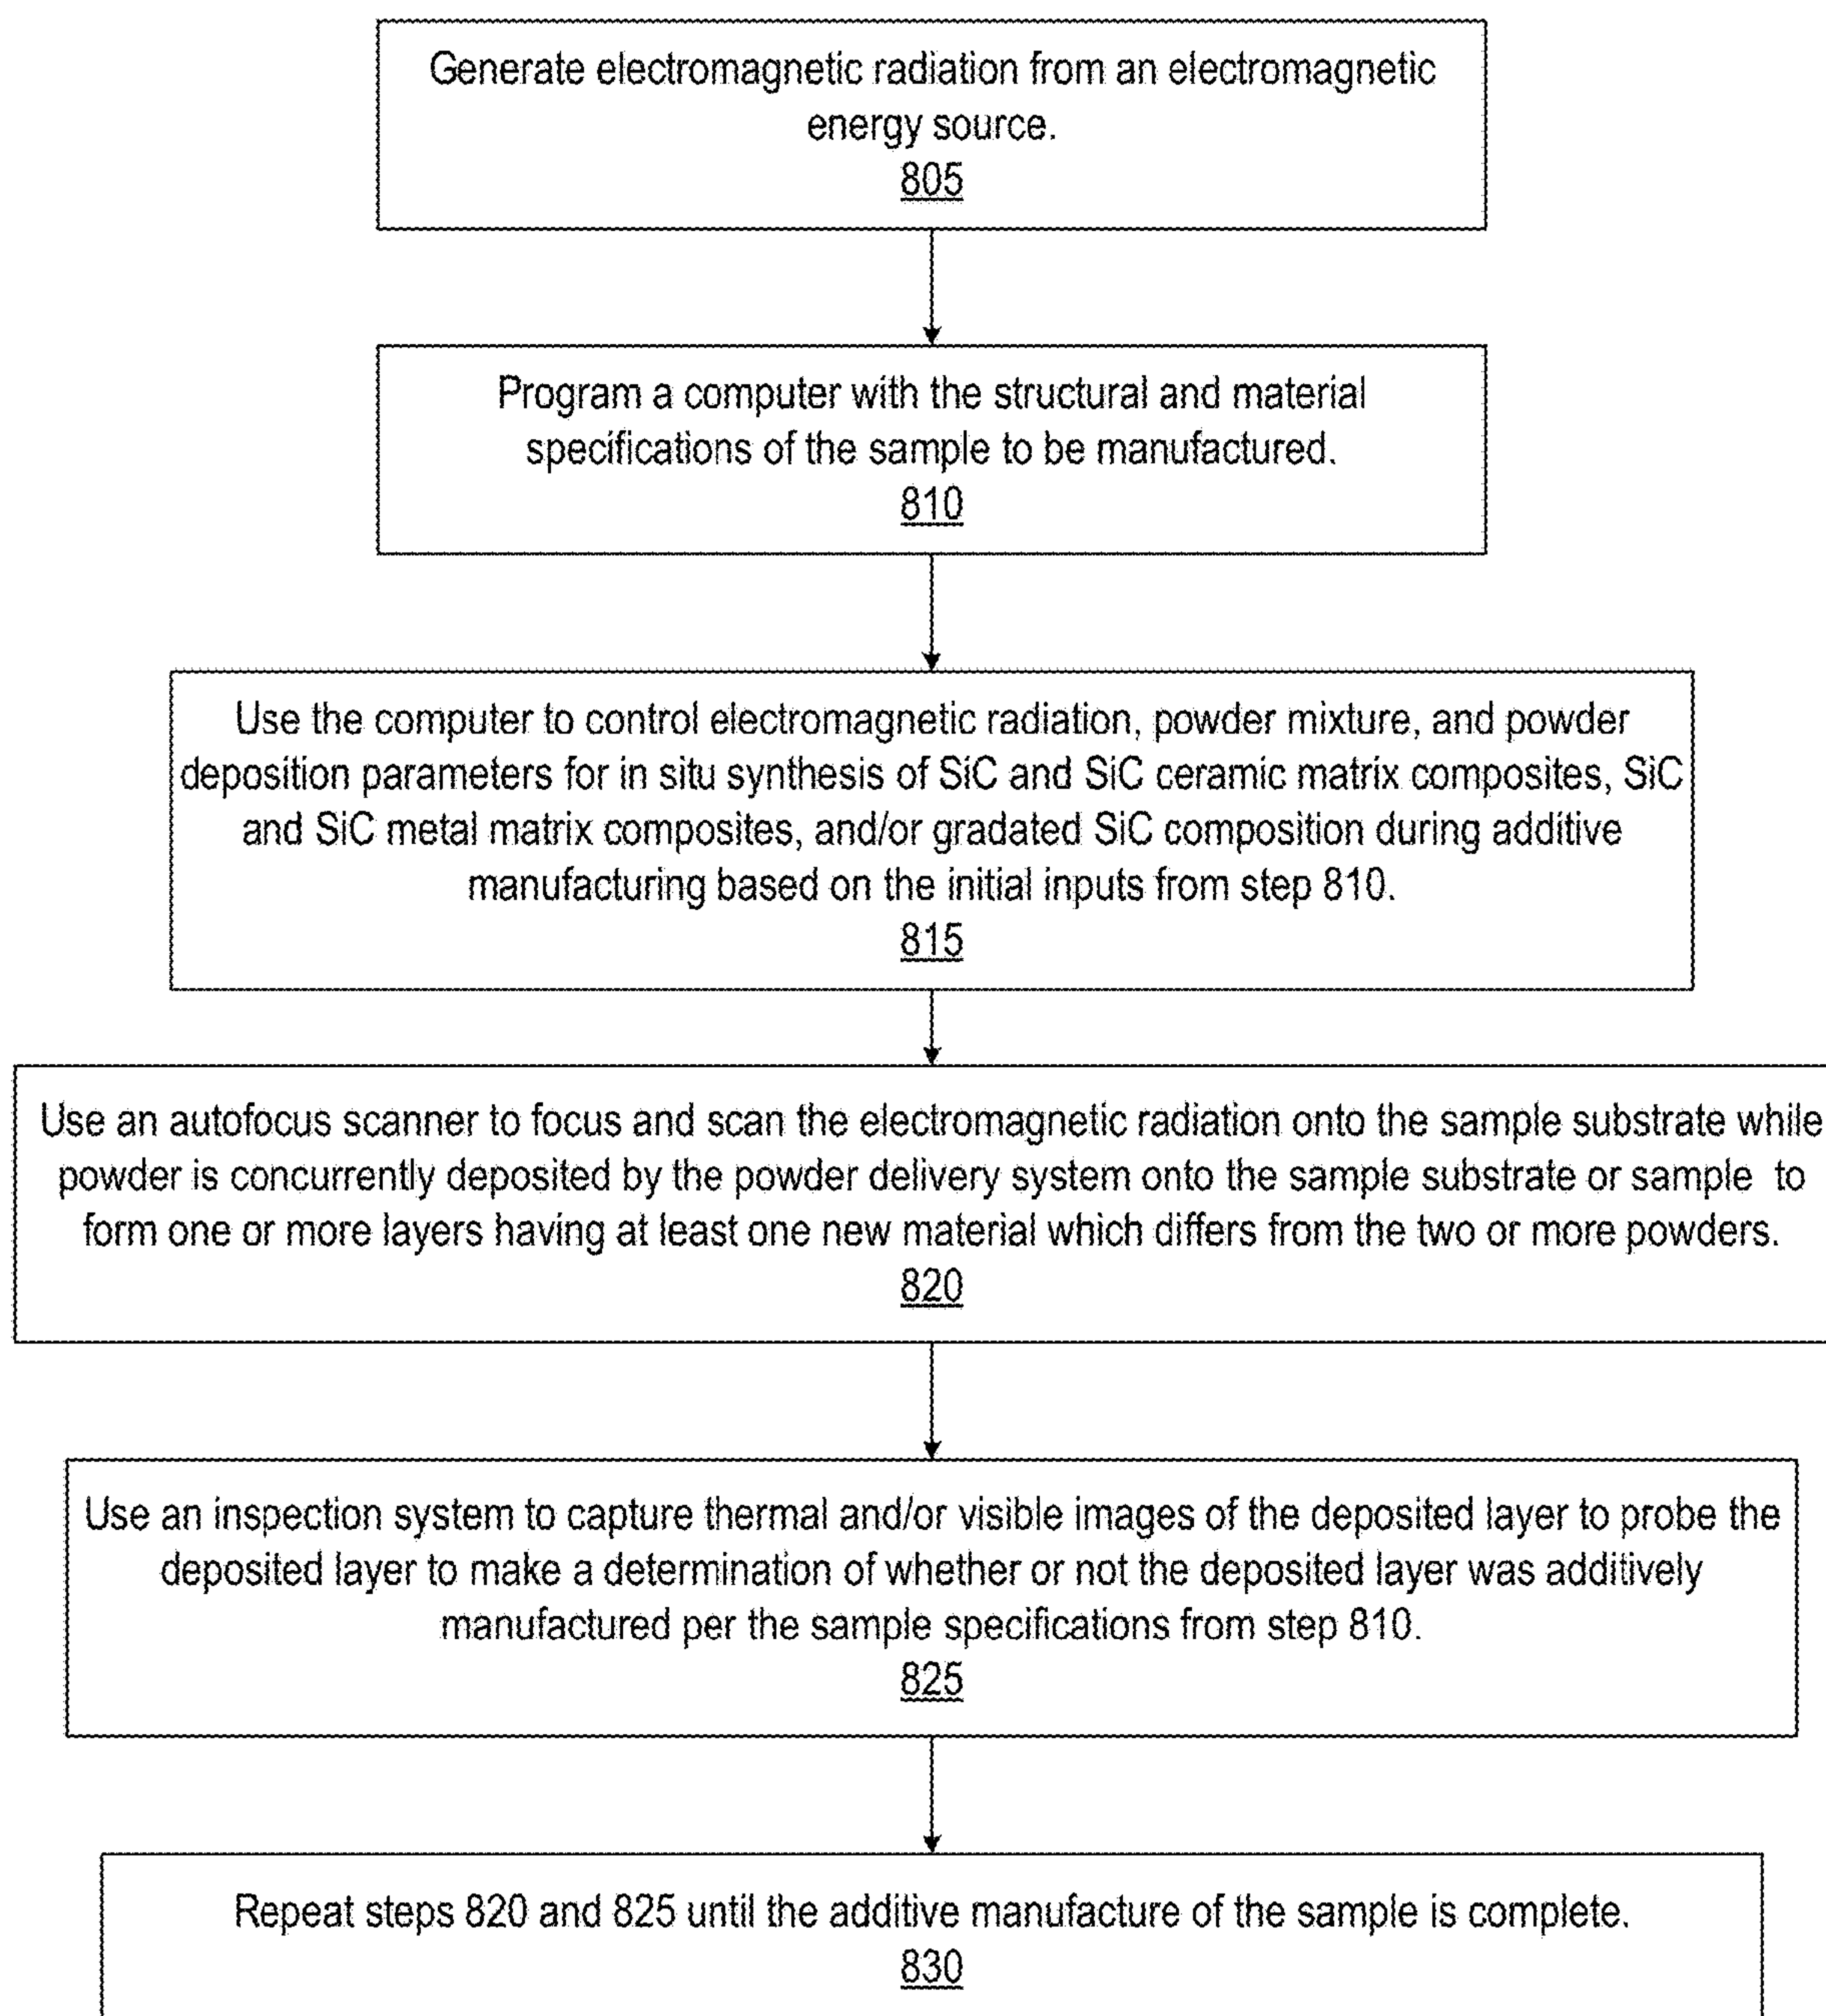 Generate electromagnetic radiation from an electromagnetic
energy source.
805
Program a computer with the structural and material
specifications of the sample to be manufactured.
810
Use the computer to control electromagnetic radiation, powder mixture, and powder
deposition parameters for in situ synthesis of SiC and SiC ceramic matrix composites, SiC
and SiC metal matrix composites, and/or gradated SiC composition during additive
manufacturing based on the initial inputs from step 810.
815
Use an autofocus scanner to focus and scan the electromagnetic radiation onto the sample substrate while
powder is concurrently deposited by the powder delivery system onto the sample substrate or sample to
form one or more layers having at least one new material which differs from the two or more powders.
820
Use an inspection system to capture thermal and/or visible images of the deposited layer to probe the
deposited layer to make a determination of whether or not the deposited layer was additively
manufactured per the sample specifications from step 810.
825
Repeat steps 820 and 825 until the additive manufacture of the sample is complete.
830